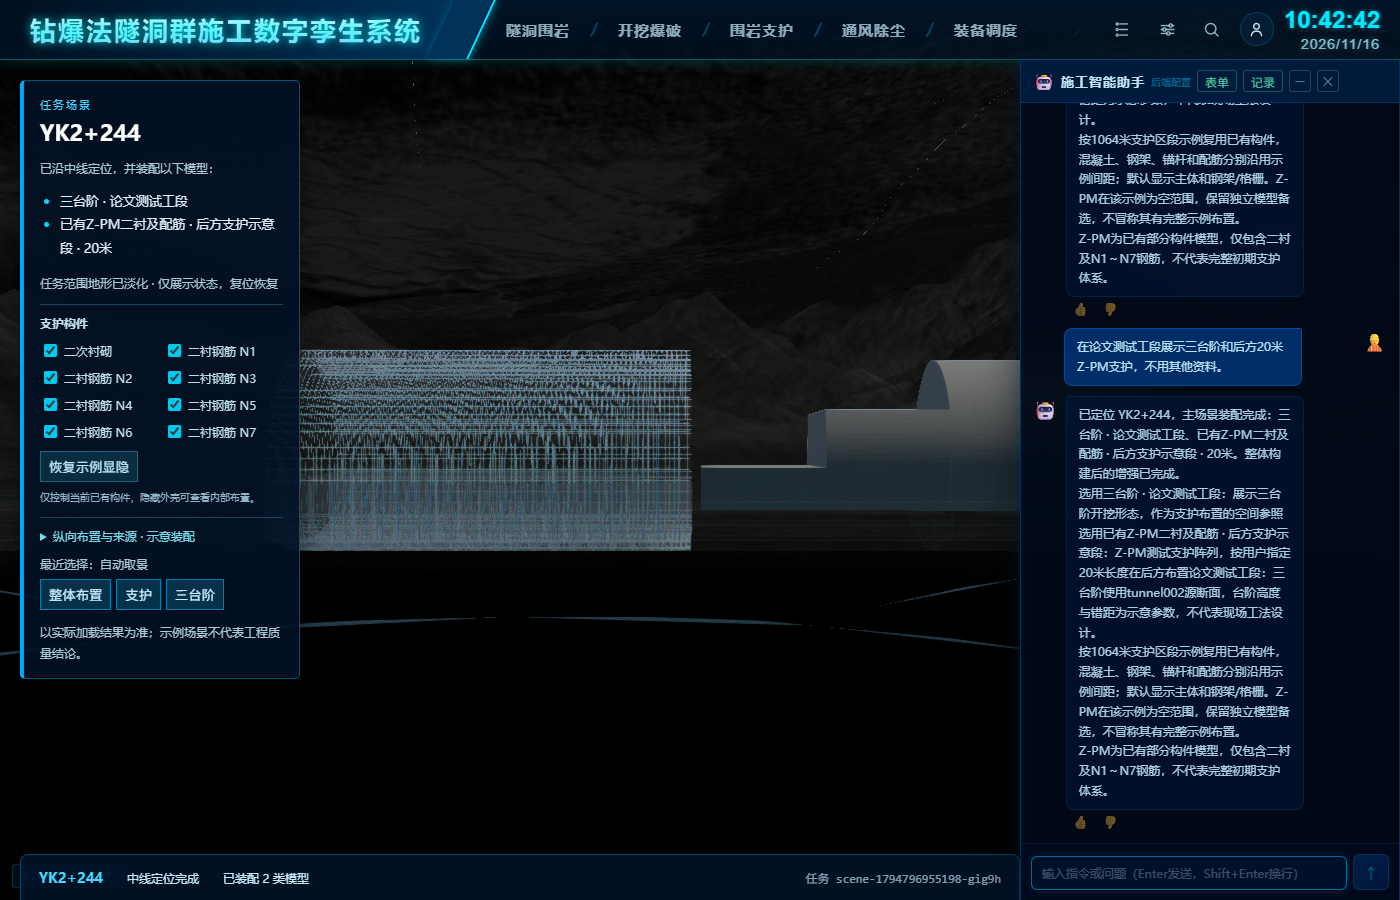 钻爆法隧洞群施工数字孪生系统
隧洞围岩 / 开挖爆破 / 围岩支护 / 通风除尘 / 装备调度
10:42:42
2026/11/16
任务场景
YK2+244
已沿中线定位，并装配以下模型：
三台阶 · 论文测试工段
已有Z-PM二衬及配筋 · 后方支护示意
段 · 20米
任务范围地形已淡化 · 仅展示状态，复位恢复
支护构件
二次衬砌 二衬钢筋 N1
二衬钢筋 N2 二衬钢筋 N3
二衬钢筋 N4 二衬钢筋 N5
二衬钢筋 N6 二衬钢筋 N7
恢复示例显隐
仅控制当前已有构件，隐藏外壳可查看内部布置。
纵向布置与来源 · 示意装配
最近选择：自动取景
整体布置 支护 三台阶
以实际加载结果为准；示例场景不代表工程质
量结论。
施工智能助手 后端配置 表单 记录
计。
按1064米支护区段示例复用已有构件，
混凝土、钢架、锚杆和配筋分别沿用示
例间距；默认显示主体和钢架/格栅。Z-
PM在该示例为空范围，保留独立模型备
选，不冒称其有完整示例布置。
Z-PM为已有部分构件模型，仅包含二衬
及N1～N7钢筋，不代表完整初期支护
体系。
在论文测试工段展示三台阶和后方20米
Z-PM支护，不用其他资料。
已定位 YK2+244，主场景装配完成：三
台阶 · 论文测试工段、已有Z-PM二衬及
配筋 · 后方支护示意段 · 20米。整体构
建后的增强已完成。
选用三台阶 · 论文测试工段：展示三台
阶开挖形态，作为支护布置的空间参照
选用已有Z-PM二衬及配筋 · 后方支护示
意段：Z-PM测试支护阵列，按用户指定
20米长度在后方布置论文测试工段：三
台阶使用tunnel002源断面，台阶高度
与错距为示意参数，不代表现场工法设
计。
按1064米支护区段示例复用已有构件，
混凝土、钢架、锚杆和配筋分别沿用示
例间距；默认显示主体和钢架/格栅。Z-
PM在该示例为空范围，保留独立模型备
选，不冒称其有完整示例布置。
Z-PM为已有部分构件模型，仅包含二衬
及N1～N7钢筋，不代表完整初期支护
体系。
输入指令或问题（Enter发送，Shift+Enter换行）
YK2+244 中线定位完成 已装配 2 类模型 任务 scene-1794796955198-gig9h